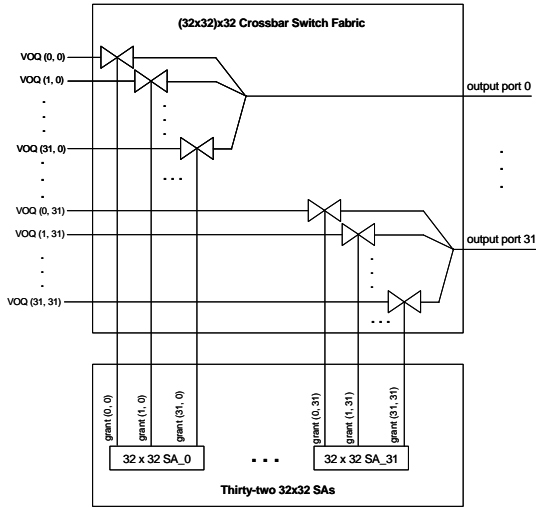 (32x32)x32 Crossbar Switch Fabric
VOQ (0, 0)
VOQ (1, 0)
output port 0
VOQ (31, 0)
VOQ (0, 31)
VOQ (1, 31)
output port 31
VOQ (31, 31)
grant (0, 0)
grant (1, 0)
grant (31, 0)
grant (0, 31)
grant (1, 31)
grant (31, 31)
32 x 32 SA_0
32 x 32 SA_31
Thirty-two 32x32 SAs